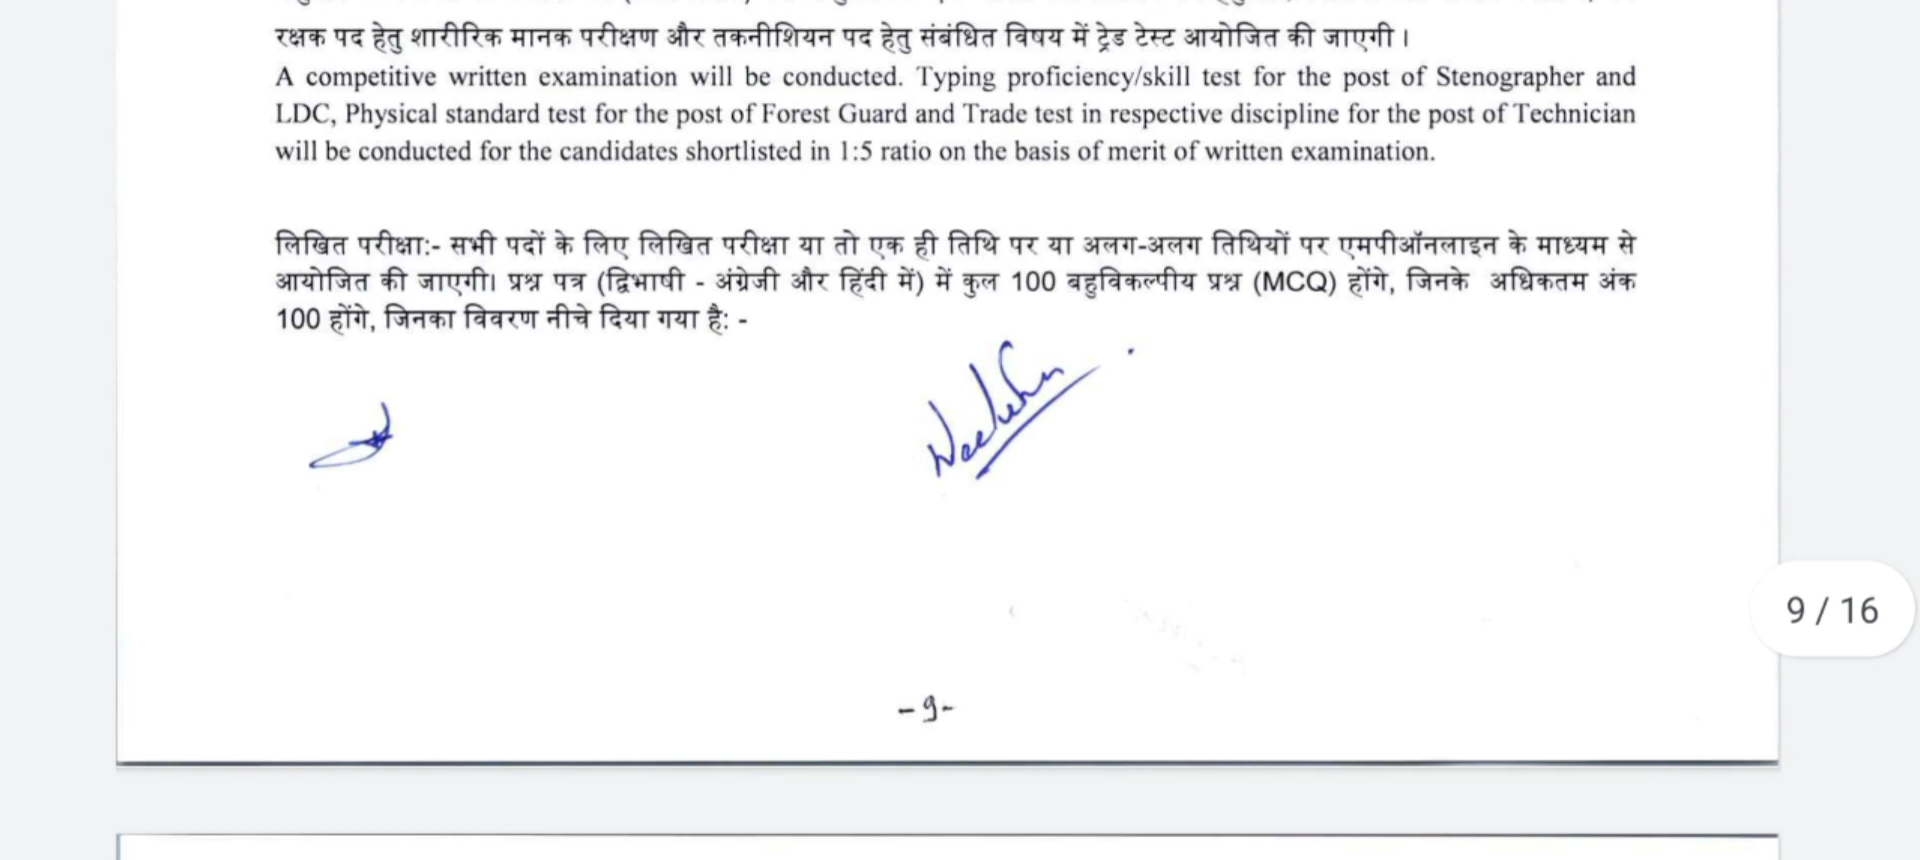 रक्षक पद हेतु शारीरिक मानक परीक्षण और तकनीशियन पद हेतु संबंधित विषय में ट्रेड टेस्ट आयोजित की जाएगी ।
A competitive written examination will be conducted. Typing proficiency/skill test for the post of Stenographer and
LDC, Physical standard test for the post of Forest Guard and Trade test in respective discipline for the post of Technician
will be conducted for the candidates shortlisted in 1:5 ratio on the basis of merit of written examination.
लिखित परीक्षा:- सभी पदों के लिए लिखित परीक्षा या तो एक ही तिथि पर या अलग-अलग तिथियों पर एमपीऑनलाइन के माध्यम से
आयोजित की जाएगी। प्रश्न पत्र (द्विभाषी - अंग्रेजी और हिंदी में) में कुल 100 बहुविकल्पीय प्रश्न (MCQ) होंगे, जिनके अधिकतम अंक
100 होंगे, जिनका विवरण नीचे दिया गया है: -
9 / 16
-9-